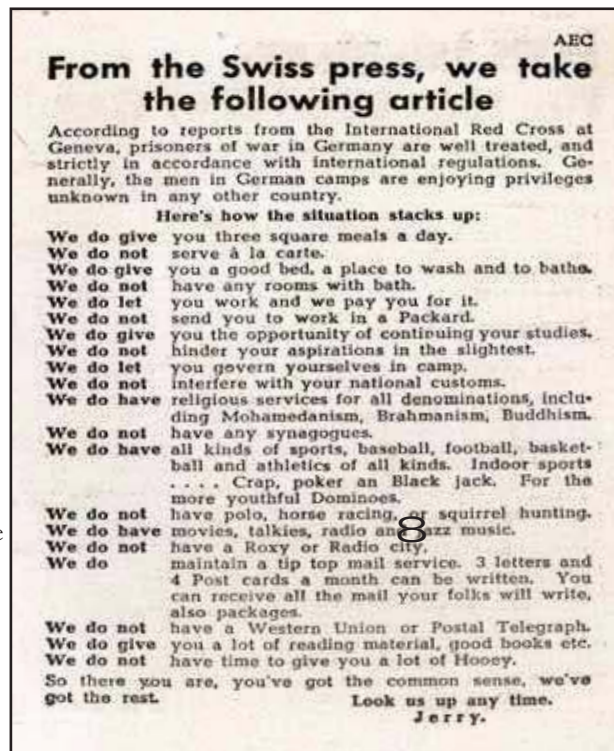 AEC
From the Swiss press, we take
the following article
According to reports from the International Red Cross at
Geneva, prisoners of war in Germany are well treated, and
strictly in accordance with international regulations. Ge-
nerally, the men in German camps are enjoying privileges
unknown in any other country.
Here's how the situation stacks up:
We do give you three square meals a day.
We do not serve à la carte.
We do give you a good bed, a place to wash and to bathe.
We do not have any rooms with bath.
We do let you work and we pay you for it.
We do not send you to work in a Packard.
We do give you the opportunity of continuing your studies.
We do not hinder your aspirations in the slightest.
We do let you govern yourselves in camp.
We do not interfere with your national customs.
We do have religious services for all denominations, inclu-
ding Mohamedanism, Brahmanism, Buddhism.
We do not have any synagogues.
We do have all kinds of sports, baseball, football, basket-
ball and athletics of all kinds. Indoor sports
. . . . Crap, poker an Black jack. For the
more youthful Dominoes.
We do not have polo, horse racing, or squirrel hunting.
e
8
We do have movies, talkies, radio and jazz music.
We do not have a Roxy or Radio city.
We do maintain a tip top mail service. 3 letters and
4 Post cards a month can be written. You
can receive all the mail your folks will write,
also packages.
We do not have a Western Union or Postal Telegraph.
We do give you a lot of reading material, good books etc.
We do not have time to give you a lot of Hooey.
So there you are, you've got the common sense, we've
got the rest. Look us up any time.
Jerry.